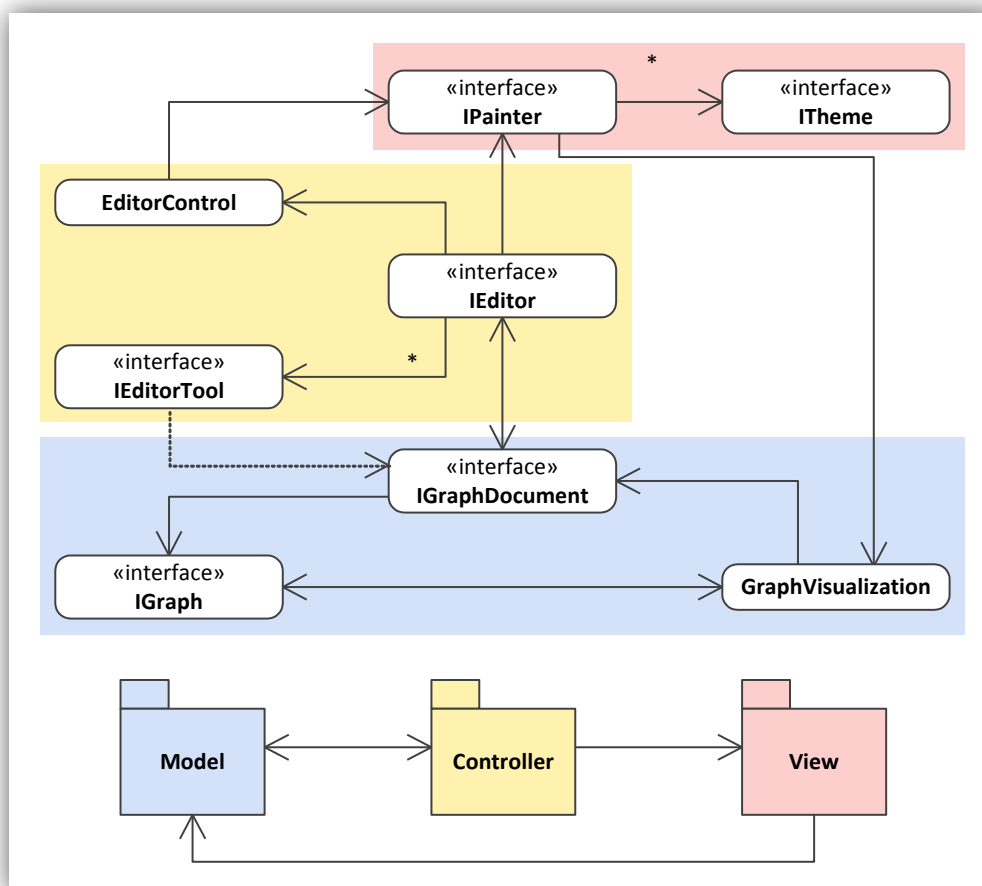 *
«interface»
IPainter
«interface»
ITheme
EditorControl
«interface»
IEditor
«interface»
IEditorTool
*
«interface»
IGraphDocument
«interface»
IGraph
GraphVisualization
Model
Controller
View